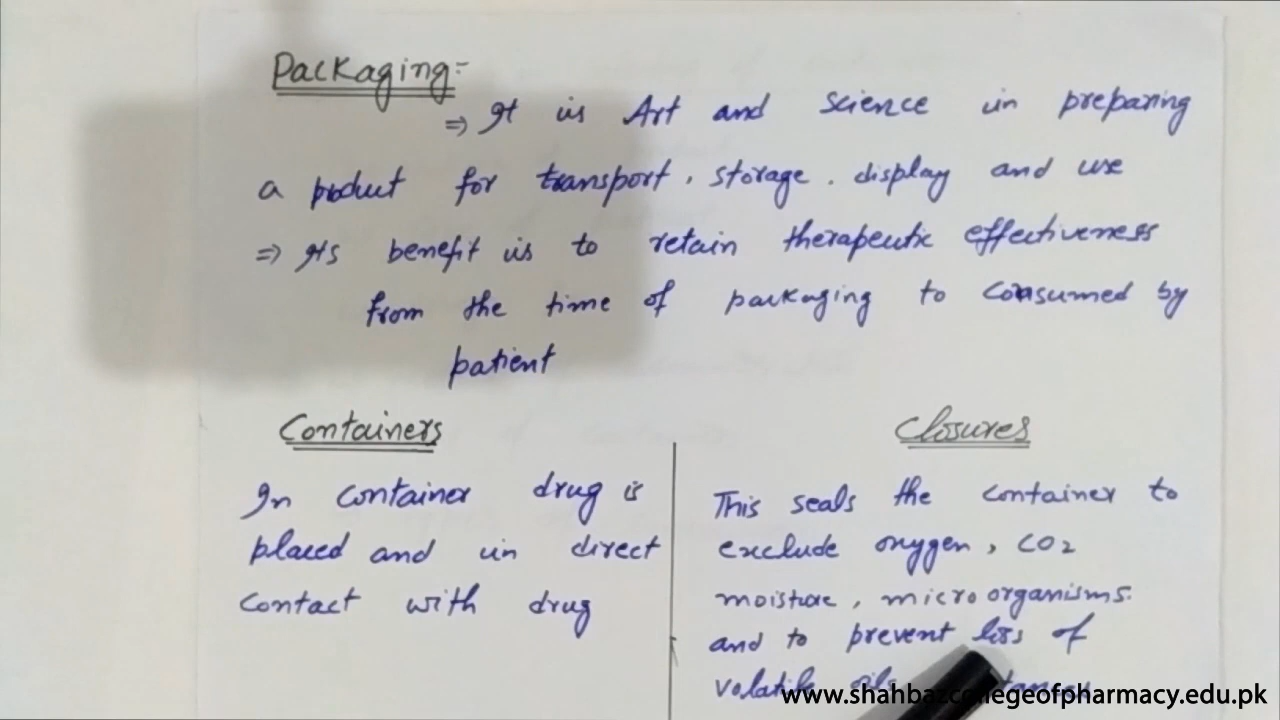 Packaging:-
⇒ It is Art and science in preparing
a product for transport, storage. display and use
⇒ Its benefit is to retain therapeutic effectiveness
from the time of packaging to consumed by
patient
Containers
In container drug is
placed and in direct
contact with drug
Closures
This seals the container to
exclude oxygen, CO2
moisture, microorganisms.
and to prevent loss of
volatile oils
www.shahbazcollegeofpharmacy.edu.pk